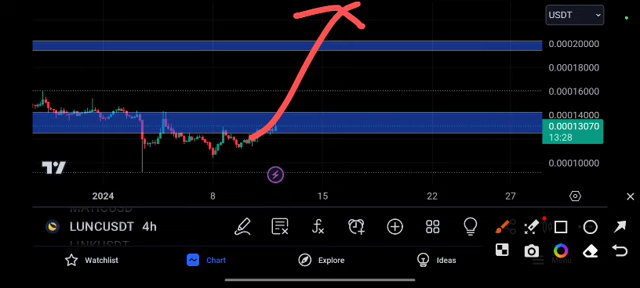 USDT
0.00020000
0.00018000
0.00016000
0.00014000
0.00013070
13:28
0.00010000
2024 8 15 22 27
LUNCUSDT 4h
Watchlist Chart Explore Ideas